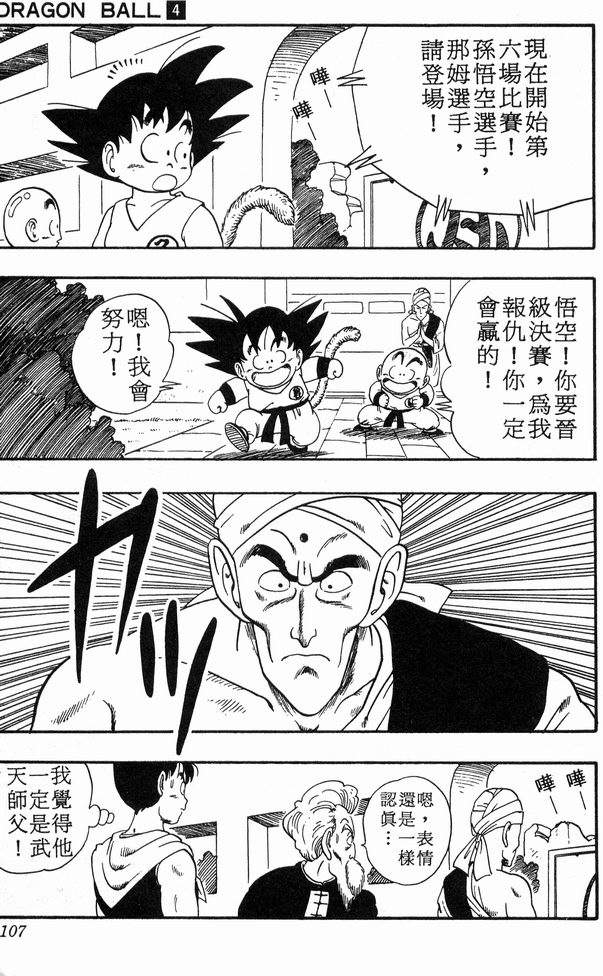 DRAGON BALL 4
現在開始第
六場比賽！
孫悟空選手，
那姆選手，
請登場！
嘩—
嘩—
悟空！你要晉
級決賽，為我
報仇！你一定
會贏的！
嗯！我會
努力！
ガッ
嘩—
嘩—
嗯，表情
還是一樣
認真…
我覺得他
一定是武
天師父！
107